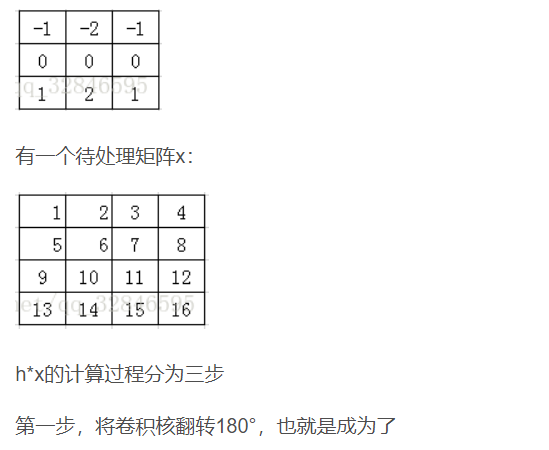 -1 -2 -1
0 0 0
1 2 1
有一个待处理矩阵x：
1 2 3 4
5 6 7 8
9 10 11 12
13 14 15 16
h*x的计算过程分为三步
第一步，将卷积核翻转180°，也就是成为了